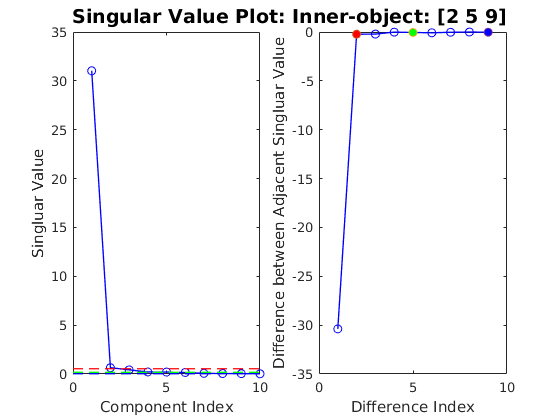 Singular Value Plot: Inner-object: [2 5 9]
35
30
25
20
15
10
5
0
0 5 10
Singluar Value
Component Index
0
-5
-10
-15
-20
-25
-30
-35
0 5 10
Difference between Adjacent Singluar Value
Difference Index